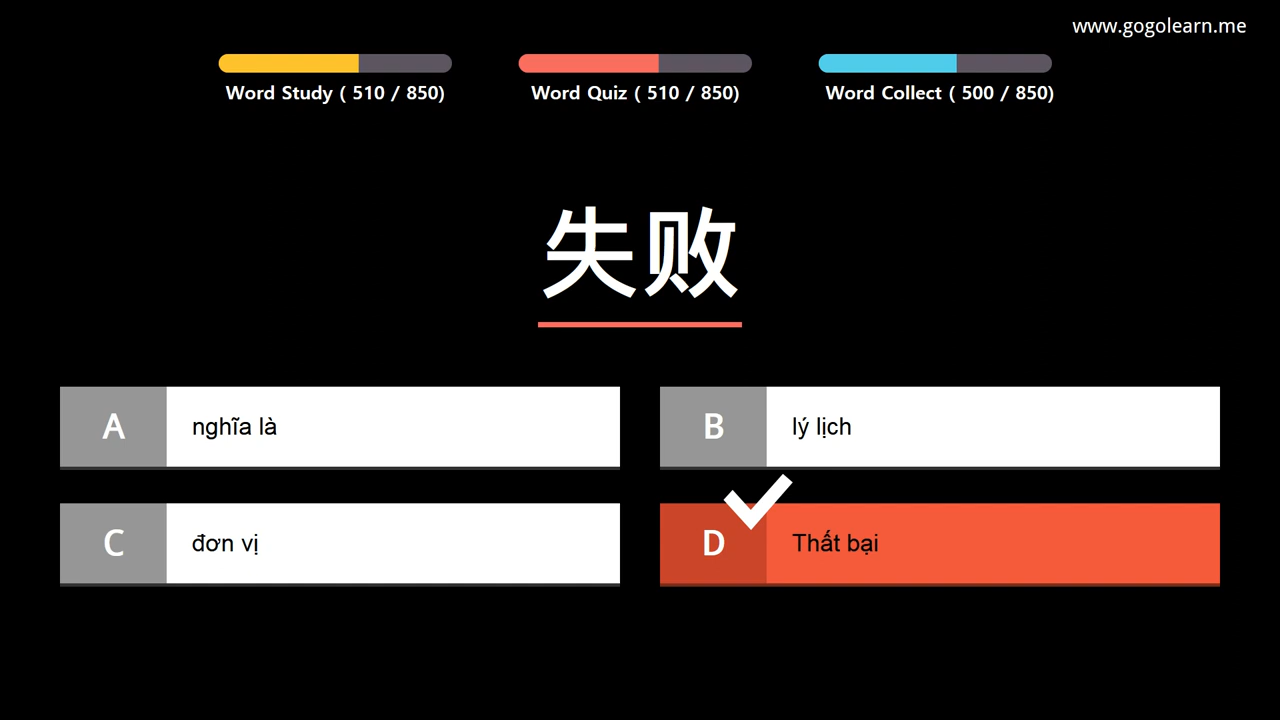 www.gogolearn.me
Word Study ( 510 / 850)
Word Quiz ( 510 / 850)
Word Collect ( 500 / 850)
失败
A
nghĩa là
B
lý lịch
C
đơn vị
D
Thất bại